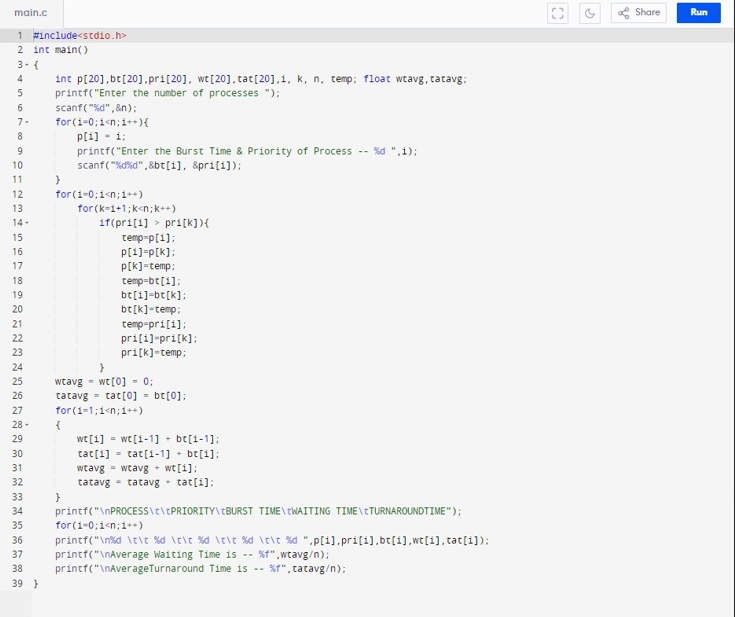 main.c
Share
Run
1 #include<stdio.h>
2 int main()
3 {
4 int p[20],bt[20],pri[20], wt[20],tat[20],i, k, n, temp; float wtavg,tatavg;
5 printf("Enter the number of processes ");
6 scanf("%d",&n);
7 for(i=0;i<n;i++){
8 p[i] = i;
9 printf("Enter the Burst Time & Priority of Process -- %d ",i);
10 scanf("%d%d",&bt[i], &pri[i]);
11 }
12 for(i=0;i<n;i++)
13 for(k=i+1;k<n;k++)
14 if(pri[i] > pri[k]){
15 temp=p[i];
16 p[i]=p[k];
17 p[k]=temp;
18 temp=bt[i];
19 bt[i]=bt[k];
20 bt[k]=temp;
21 temp=pri[i];
22 pri[i]=pri[k];
23 pri[k]=temp;
24 }
25 wtavg = wt[0] = 0;
26 tatavg = tat[0] = bt[0];
27 for(i=1;i<n;i++)
28 {
29 wt[i] = wt[i-1] + bt[i-1];
30 tat[i] = tat[i-1] + bt[i];
31 wtavg = wtavg + wt[i];
32 tatavg = tatavg + tat[i];
33 }
34 printf("\nPROCESS\t\tPRIORITY\tBURST TIME\tWAITING TIME\tTURNAROUNDTIME");
35 for(i=0;i<n;i++)
36 printf("\n%d \t\t %d \t\t %d \t\t %d \t\t %d ",p[i],pri[i],bt[i],wt[i],tat[i]);
37 printf("\nAverage Waiting Time is -- %f",wtavg/n);
38 printf("\nAverageTurnaround Time is -- %f",tatavg/n);
39 }